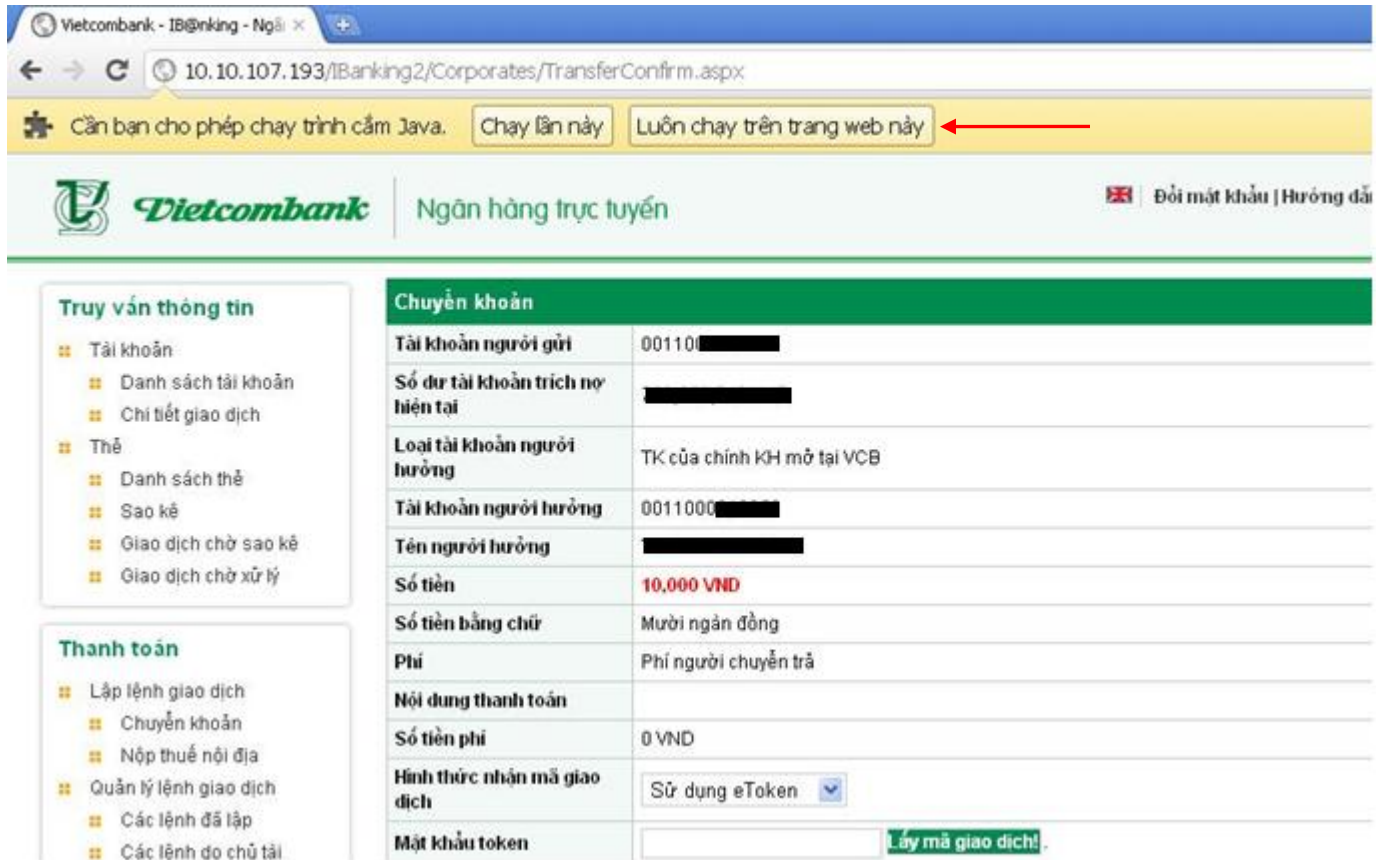 Vietcombank - IB@nking - Ngâ
10.10.107.193/IBanking2/Corporates/TransferConfirm.aspx
Cần bạn cho phép chạy trình cắm Java. Chạy lần này Luôn chạy trên trang web này
Vietcombank Ngân hàng trực tuyến Đổi mật khẩu | Hướng dẫ
Truy vấn thông tin
Tài khoản
Danh sách tài khoản
Chi tiết giao dịch
Thẻ
Danh sách thẻ
Sao kê
Giao dịch chờ sao kê
Giao dịch chờ xử lý
Thanh toán
Lập lệnh giao dịch
Chuyển khoản
Nộp thuế nội địa
Quản lý lệnh giao dịch
Các lệnh đã lập
Các lệnh do chủ tài
Chuyển khoản
Tài khoản người gửi 00110
Số dư tài khoản trích nợ
hiện tại
Loại tài khoản người
hưởng
TK của chính KH mở tại VCB
Tài khoản người hưởng 0011000
Tên người hưởng
Số tiền 10,000 VND
Số tiền bằng chữ Mười ngàn đồng
Phí Phí người chuyển trả
Nội dung thanh toán
Số tiền phí 0 VND
Hình thức nhận mã giao
dịch
Sử dụng eToken
Mật khẩu token Lấy mã giao dịch! .